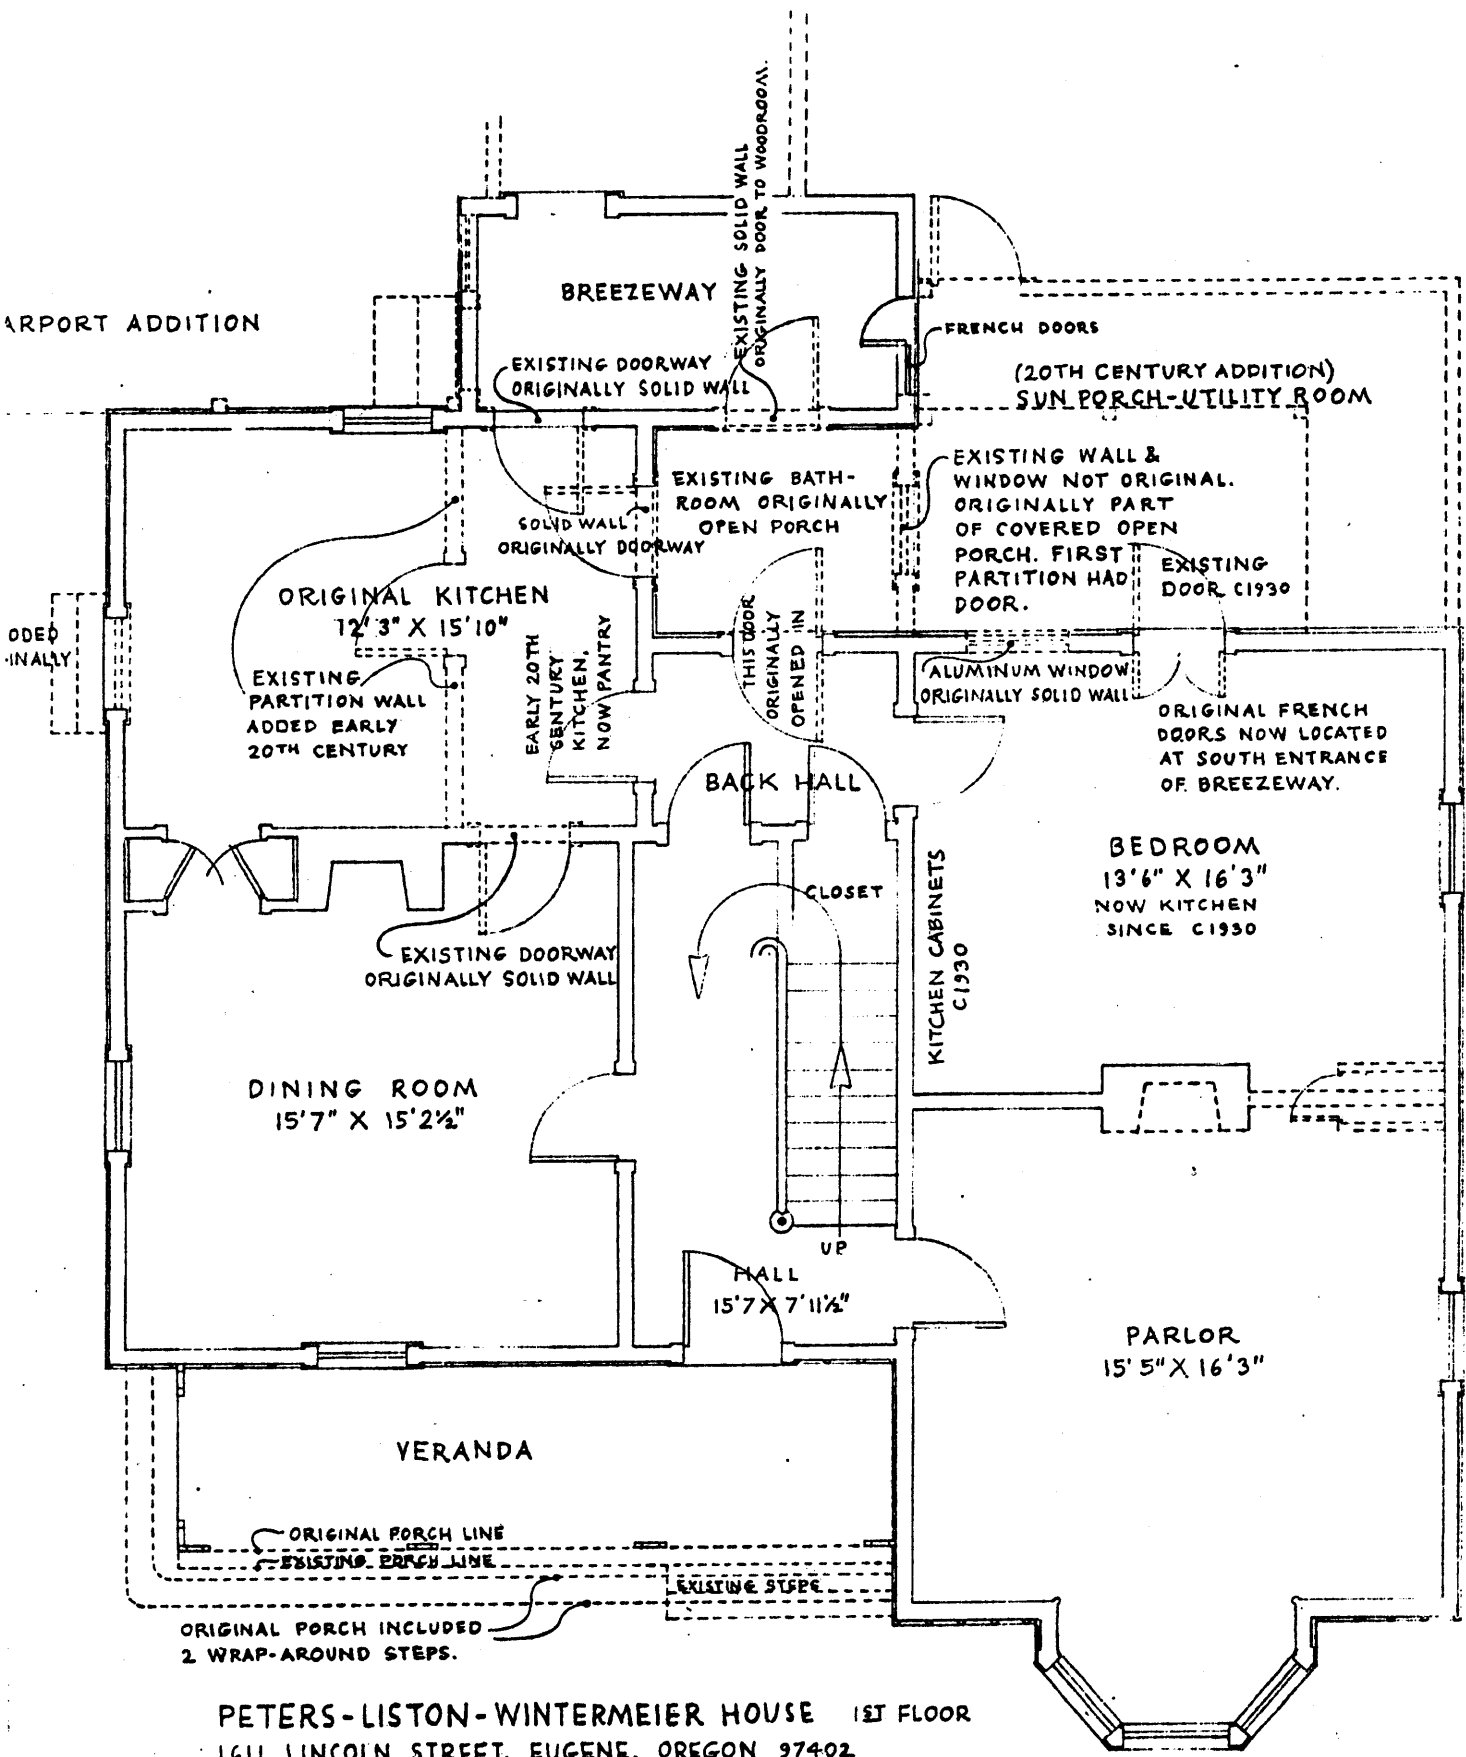 EXISTING SOLID WALL
ORIGINALLY DOOR TO WOODROOM.
BREEZEWAY
ARPORT ADDITION
FRENCH DOORS
EXISTING DOORWAY
ORIGINALLY SOLID WALL
(20TH CENTURY ADDITION)
SUN PORCH-UTILITY ROOM
EXISTING WALL &
WINDOW NOT ORIGINAL.
ORIGINALLY PART
OF COVERED OPEN
PORCH. FIRST
PARTITION HAD
DOOR.
EXISTING BATH-
ROOM ORIGINALLY
OPEN PORCH
SOLID WALL
ORIGINALLY DOORWAY
EXISTING
DOOR C1930
ORIGINAL KITCHEN
12'3" X 15'10"
ODED
INALLY
EXISTING
PARTITION WALL
ADDED EARLY
20TH CENTURY
EARLY 20TH
CENTURY
KITCHEN,
NOW PANTRY
THIS DOOR
ORIGINALLY
OPENED IN
ALUMINUM WINDOW
ORIGINALLY SOLID WALL
ORIGINAL FRENCH
DOORS NOW LOCATED
AT SOUTH ENTRANCE
OF BREEZEWAY.
BACK HALL
BEDROOM
13'6" X 16'3"
NOW KITCHEN
SINCE C1930
CLOSET
KITCHEN CABINETS
C1930
EXISTING DOORWAY
ORIGINALLY SOLID WALL
DINING ROOM
15'7" X 15'2½"
UP
HALL
15'7 X 7'11½"
PARLOR
15'5" X 16'3"
VERANDA
ORIGINAL PORCH LINE
EXISTING PORCH LINE
EXISTING STEPS
ORIGINAL PORCH INCLUDED
2 WRAP-AROUND STEPS.
PETERS-LISTON-WINTERMEIER HOUSE 1ST FLOOR
1611 LINCOLN STREET, EUGENE, OREGON 97402